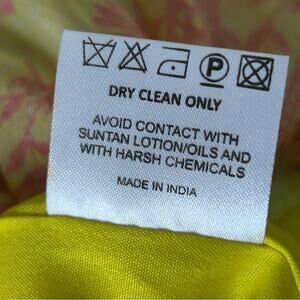 P
DRY CLEAN ONLY
AVOID CONTACT WITH
SUNTAN LOTION/OILS AND
WITH HARSH CHEMICALS
MADE IN INDIA